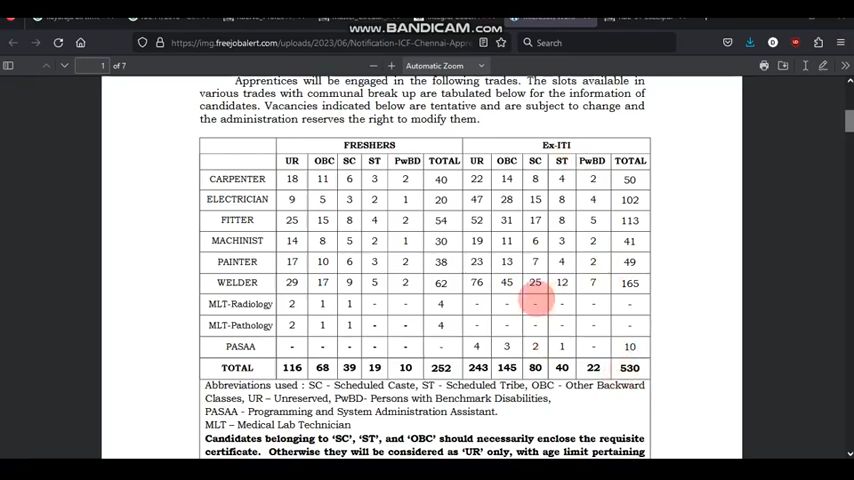 WWW.BANDICAM.COM
https://img.freejobalert.com/uploads/2023/06/Notification-ICF-Chennai-Appre
Search
1 of 7
Automatic Zoom
Apprentices will be engaged in the following trades. The slots available in
various trades with communal break up are tabulated below for the information of
candidates. Vacancies indicated below are tentative and are subject to change and
the administration reserves the right to modify them.
FRESHERS Ex-ITI
UR OBC SC ST PwBD TOTAL UR OBC SC ST PwBD TOTAL
CARPENTER 18 11 6 3 2 40 22 14 8 4 2 50
ELECTRICIAN 9 5 3 2 1 20 47 28 15 8 4 102
FITTER 25 15 8 4 2 54 52 31 17 8 5 113
MACHINIST 14 8 5 2 1 30 19 11 6 3 2 41
PAINTER 17 10 6 3 2 38 23 13 7 4 2 49
WELDER 29 17 9 5 2 62 76 45 25 12 7 165
MLT-Radiology 2 1 1 - - 4 - - - - - -
MLT-Pathology 2 1 1 - - 4 - - - - - -
PASAA - - - - - - 4 3 2 1 - 10
TOTAL 116 68 39 19 10 252 243 145 80 40 22 530
Abbreviations used : SC - Scheduled Caste, ST - Scheduled Tribe, OBC - Other Backward
Classes, UR – Unreserved, PwBD- Persons with Benchmark Disabilities,
PASAA - Programming and System Administration Assistant.
MLT – Medical Lab Technician
Candidates belonging to 'SC', 'ST', and 'OBC' should necessarily enclose the requisite
certificate. Otherwise they will be considered as 'UR' only, with age limit pertaining